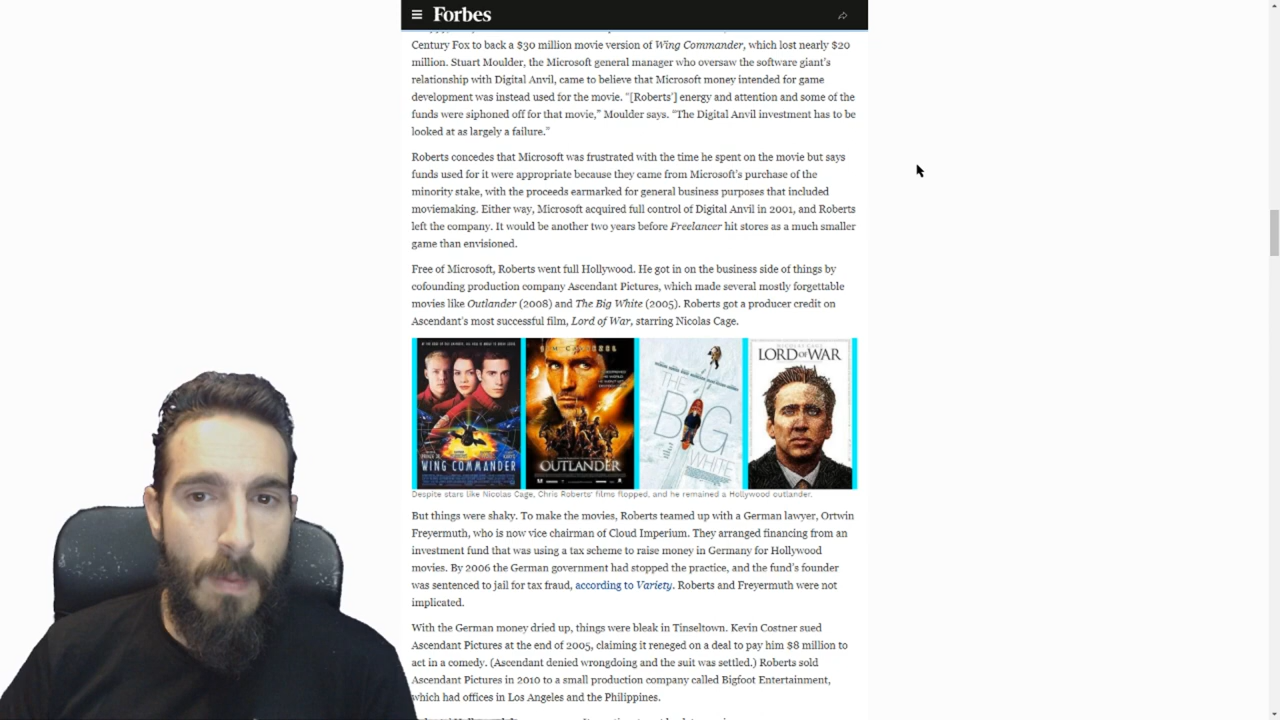 Forbes
Century Fox to back a $30 million movie version of Wing Commander, which lost nearly $20
million. Stuart Moulder, the Microsoft general manager who oversaw the software giant's
relationship with Digital Anvil, came to believe that Microsoft money intended for game
development was instead used for the movie. “[Roberts'] energy and attention and some of the
funds were siphoned off for that movie,” Moulder says. “The Digital Anvil investment has to be
looked at as largely a failure.”
Roberts concedes that Microsoft was frustrated with the time he spent on the movie but says
funds used for it were appropriate because they came from Microsoft's purchase of the
minority stake, with the proceeds earmarked for general business purposes that included
moviemaking. Either way, Microsoft acquired full control of Digital Anvil in 2001, and Roberts
left the company. It would be another two years before Freelancer hit stores as a much smaller
game than envisioned.
Free of Microsoft, Roberts went full Hollywood. He got in on the business side of things by
cofounding production company Ascendant Pictures, which made several mostly forgettable
movies like Outlander (2008) and The Big White (2005). Roberts got a producer credit on
Ascendant's most successful film, Lord of War, starring Nicolas Cage.
WING COMMANDER
OUTLANDER
THE
BIG
WHITE
NICOLAS CAGE
LORD OF WAR
Despite stars like Nicolas Cage, Chris Roberts' films flopped, and he remained a Hollywood outlander.
But things were shaky. To make the movies, Roberts teamed up with a German lawyer, Ortwin
Freyermuth, who is now vice chairman of Cloud Imperium. They arranged financing from an
investment fund that was using a tax scheme to raise money in Germany for Hollywood
movies. By 2006 the German government had stopped the practice, and the fund's founder
was sentenced to jail for tax fraud, according to Variety. Roberts and Freyermuth were not
implicated.
With the German money dried up, things were bleak in Tinseltown. Kevin Costner sued
Ascendant Pictures at the end of 2005, claiming it reneged on a deal to pay him $8 million to
act in a comedy. (Ascendant denied wrongdoing and the suit was settled.) Roberts sold
Ascendant Pictures in 2010 to a small production company called Bigfoot Entertainment,
which had offices in Los Angeles and the Philippines.